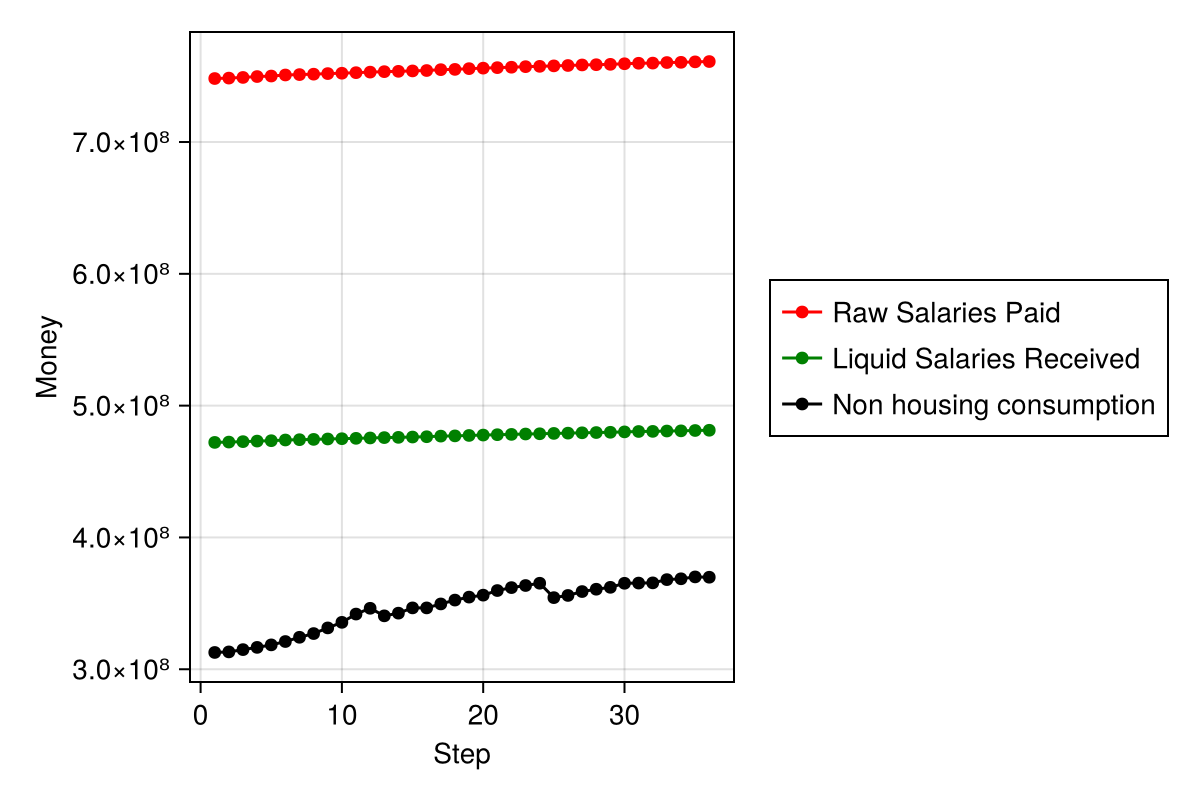 7.0×10⁸
6.0×10⁸
5.0×10⁸
4.0×10⁸
3.0×10⁸
Money
0 10 20 30
Step
Raw Salaries Paid
Liquid Salaries Received
Non housing consumption